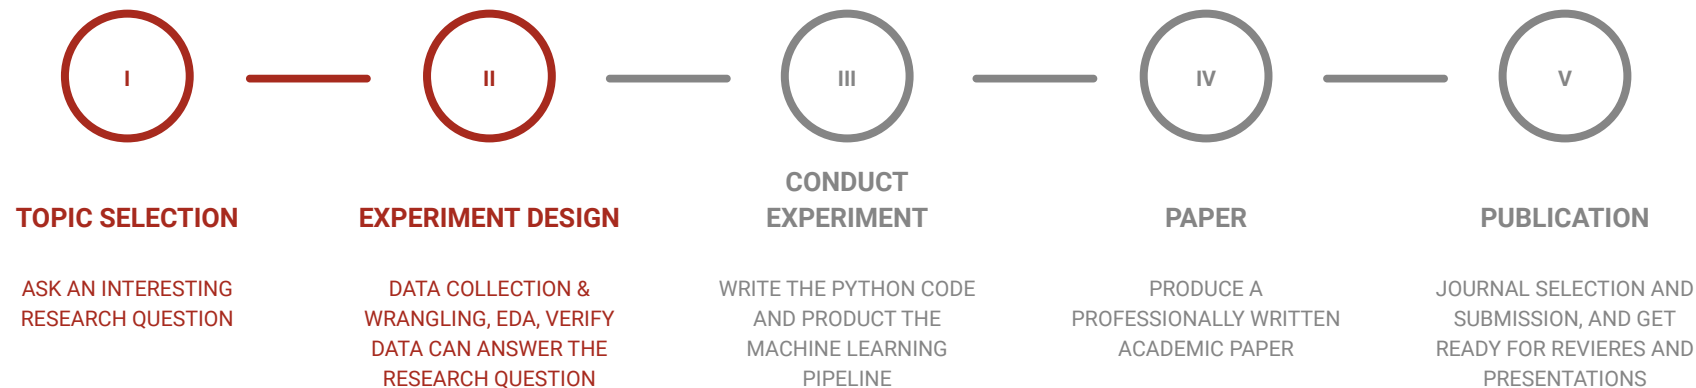 I
II
III
IV
V
TOPIC SELECTION
ASK AN INTERESTING
RESEARCH QUESTION
EXPERIMENT DESIGN
DATA COLLECTION &
WRANGLING, EDA, VERIFY
DATA CAN ANSWER THE
RESEARCH QUESTION
CONDUCT
EXPERIMENT
WRITE THE PYTHON CODE
AND PRODUCT THE
MACHINE LEARNING
PIPELINE
PAPER
PRODUCE A
PROFESSIONALLY WRITTEN
ACADEMIC PAPER
PUBLICATION
JOURNAL SELECTION AND
SUBMISSION, AND GET
READY FOR REVIERES AND
PRESENTATIONS